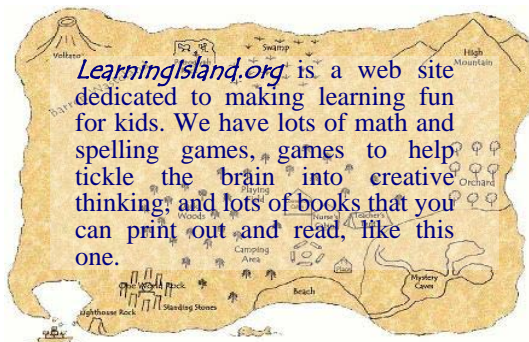 Volcano
Swamp
High
Mountain
LearningIsland.org is a web site
dedicated to making learning fun
for kids. We have lots of math and
spelling games, games to help
tickle the brain into creative
thinking, and lots of books that you
can print out and read, like this
one.
Orchard
Playing
Woods
Camping
Area
Beach
Mystery
Caves
One World Rock
Standing Stones
Lighthouse Rock